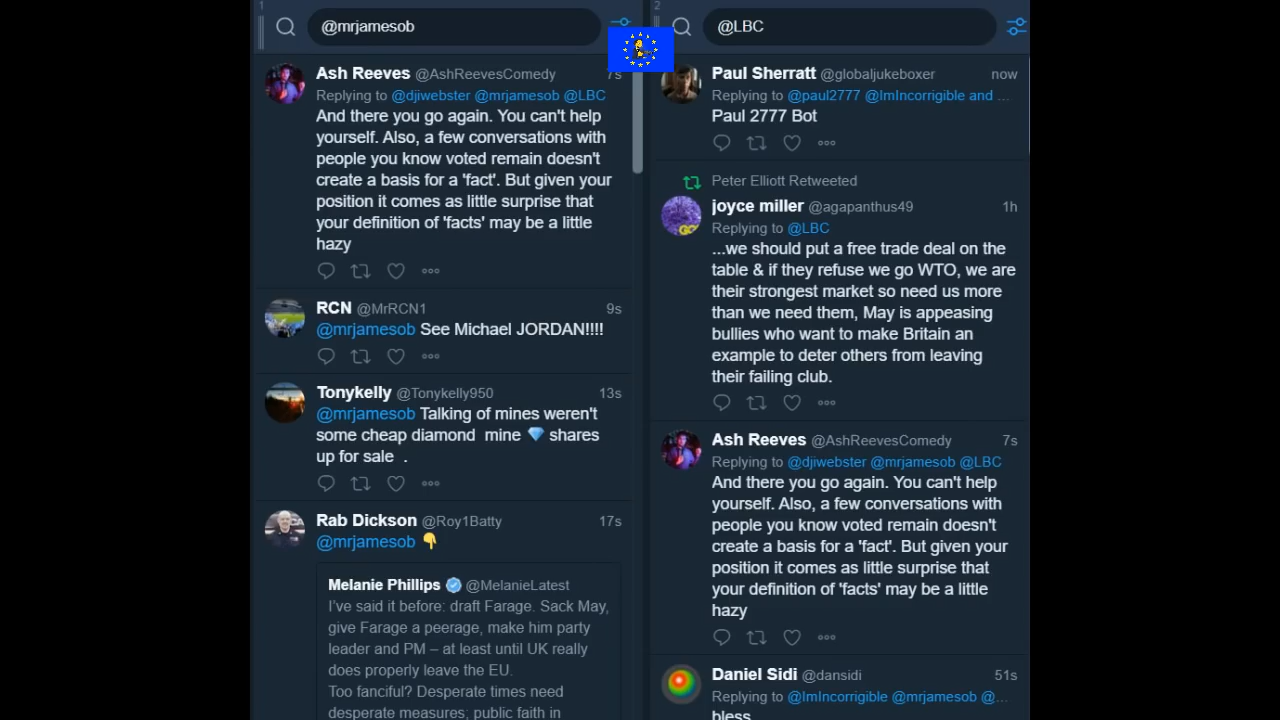 1
@mrjamesob
Ash Reeves @AshReevesComedy 7s
Replying to @djiwebster @mrjamesob @LBC
And there you go again. You can't help
yourself. Also, a few conversations with
people you know voted remain doesn't
create a basis for a 'fact'. But given your
position it comes as little surprise that
your definition of 'facts' may be a little
hazy
RCN @MrRCN1 9s
@mrjamesob See Michael JORDAN!!!!
Tonykelly @Tonykelly950 13s
@mrjamesob Talking of mines weren't
some cheap diamond mine 💎 shares
up for sale .
Rab Dickson @Roy1Batty 17s
@mrjamesob 👇
Melanie Phillips @MelanieLatest
I've said it before: draft Farage. Sack May,
give Farage a peerage, make him party
leader and PM – at least until UK really
does properly leave the EU.
Too fanciful? Desperate times need
desperate measures; public faith in
2
@LBC
Paul Sherratt @globaljukeboxer now
Replying to @paul2777 @ImIncorrigible and ...
Paul 2777 Bot
Peter Elliott Retweeted
joyce miller @agapanthus49 1h
Replying to @LBC
...we should put a free trade deal on the
table & if they refuse we go WTO, we are
their strongest market so need us more
than we need them, May is appeasing
bullies who want to make Britain an
example to deter others from leaving
their failing club.
Ash Reeves @AshReevesComedy 7s
Replying to @djiwebster @mrjamesob @LBC
And there you go again. You can't help
yourself. Also, a few conversations with
people you know voted remain doesn't
create a basis for a 'fact'. But given your
position it comes as little surprise that
your definition of 'facts' may be a little
hazy
Daniel Sidi @dansidi 51s
Replying to @ImIncorrigible @mrjamesob @...
bless